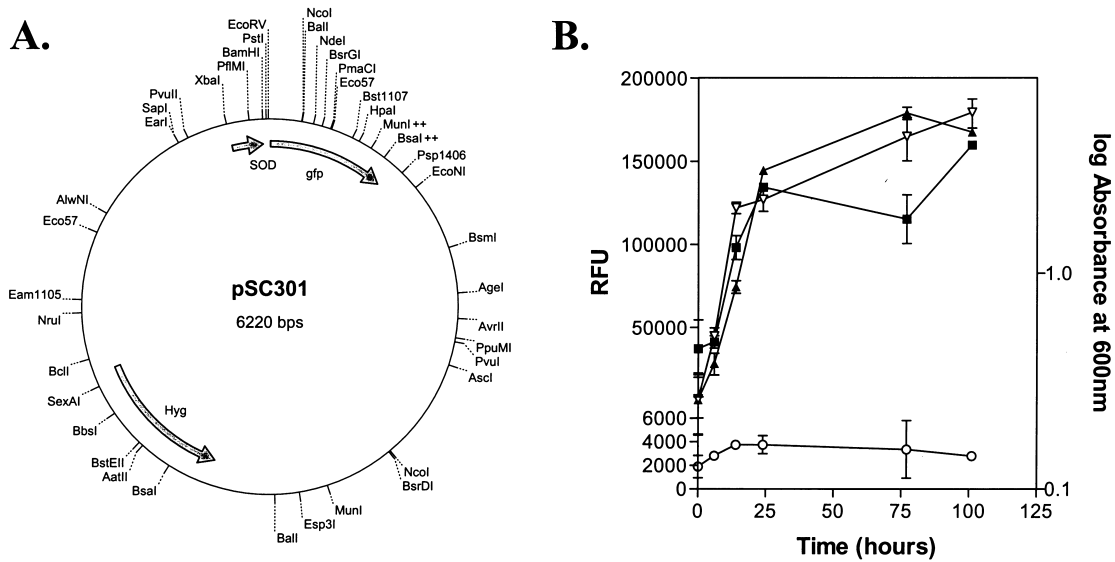 A.
EcoRV
PstI
BamHI
PflMI
XbaI
PvuII
SapI
EarI
AlwNI
Eco57
Eam1105
NruI
BclI
SexAI
BbsI
BstEII
AatII
BsaI
NcoI
BalI
NdeI
BsrGI
PmaCI
Eco57
Bst1107
HpaI
MunI ++
BsaI ++
Psp1406
EcoNI
BsmI
AgeI
AvrII
PpuMI
PvuI
AscI
NcoI
BsrDI
MunI
Esp3I
BalI
SOD
gfp
Hyg
pSC301
6220 bps
B.
RFU
200000
150000
100000
50000
6000
4000
2000
0
0
25
50
75
100
125
Time (hours)
1.0
0.1
log Absorbance at 600nm